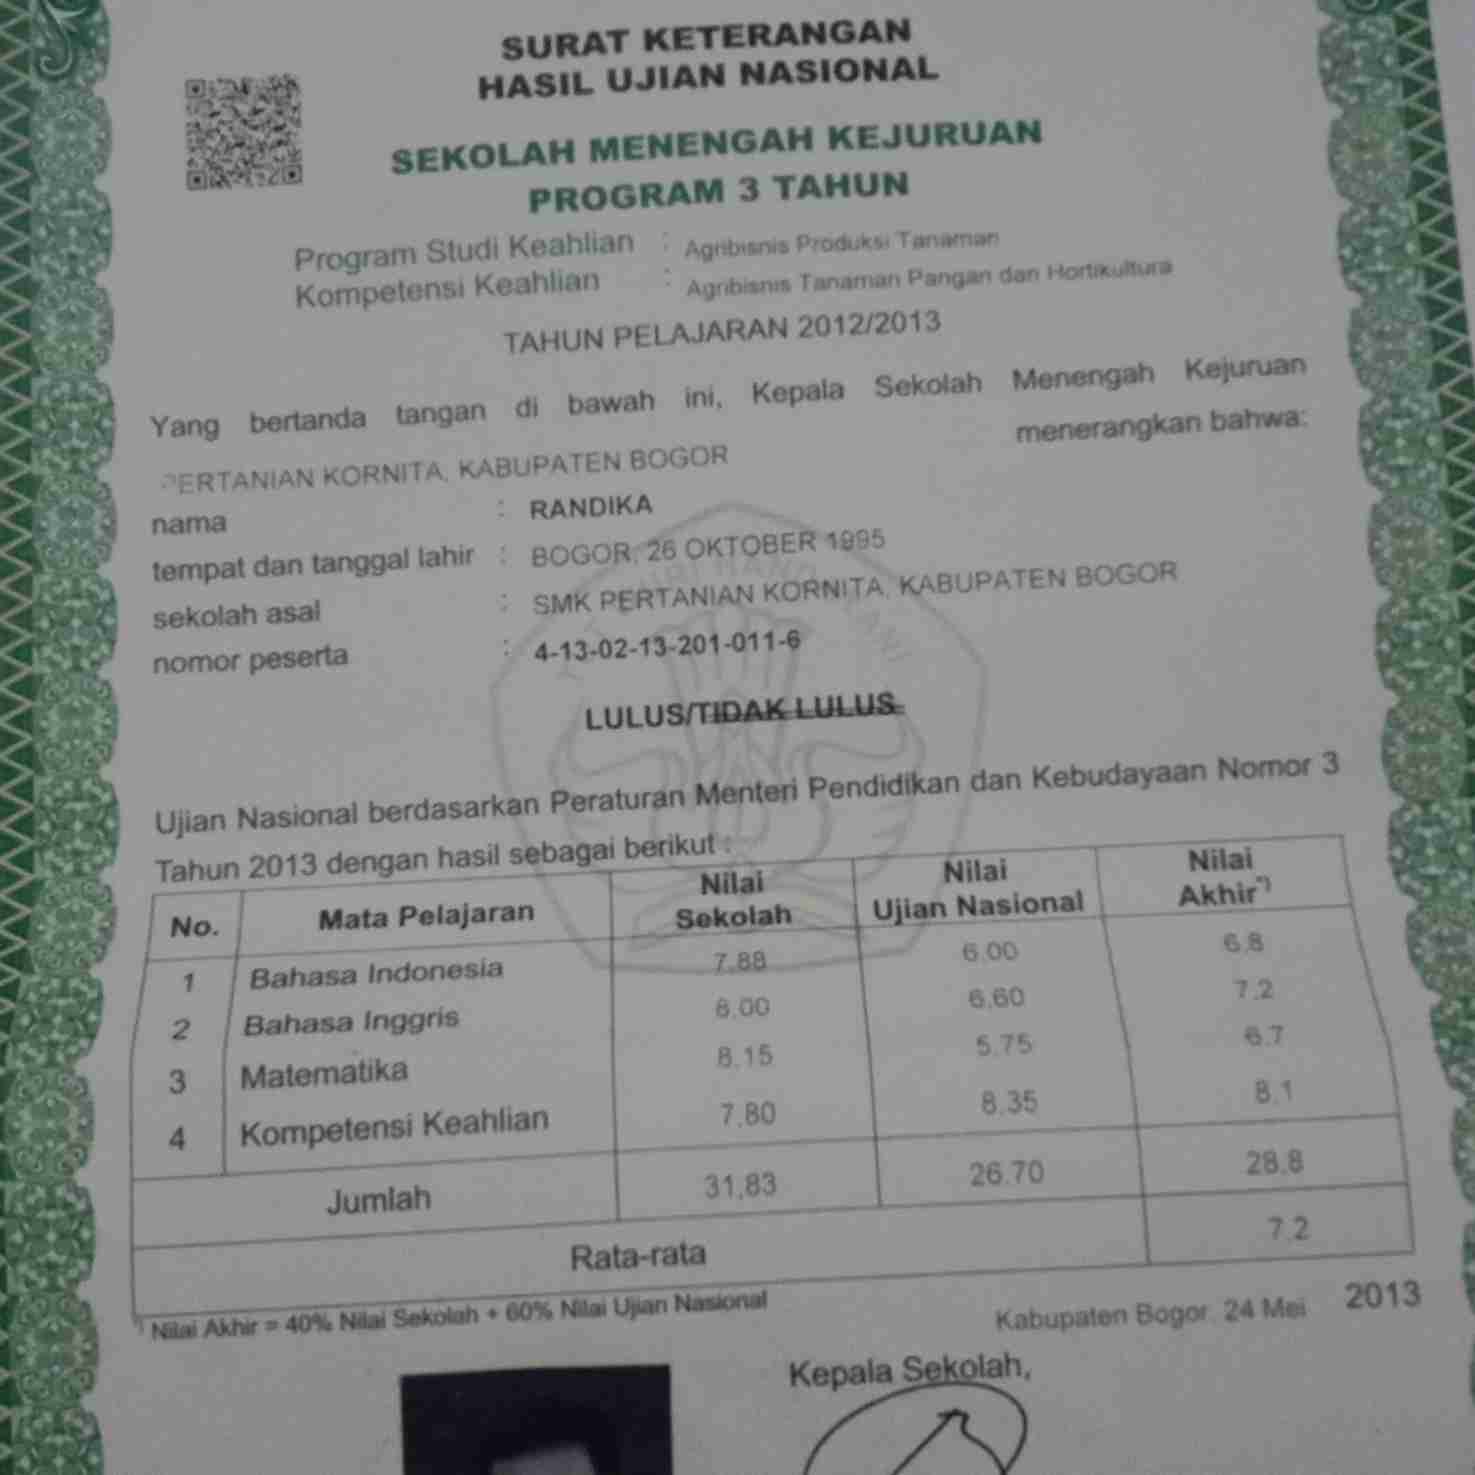 SURAT KETERANGAN
HASIL UJIAN NASIONAL
SEKOLAH MENENGAH KEJURUAN
PROGRAM 3 TAHUN
Program Studi Keahlian : Agribisnis Produksi Tanaman
Kompetensi Keahlian : Agribisnis Tanaman Pangan dan Hortikultura
TAHUN PELAJARAN 2012/2013
Yang bertanda tangan di bawah ini, Kepala Sekolah Menengah Kejuruan
PERTANIAN KORNITA, KABUPATEN BOGOR menerangkan bahwa:
nama : RANDIKA
tempat dan tanggal lahir : BOGOR, 26 OKTOBER 1995
sekolah asal : SMK PERTANIAN KORNITA, KABUPATEN BOGOR
nomor peserta : 4-13-02-13-201-011-6
LULUS/TIDAK LULUS
Ujian Nasional berdasarkan Peraturan Menteri Pendidikan dan Kebudayaan Nomor 3
Tahun 2013 dengan hasil sebagai berikut :
No. Mata Pelajaran Nilai Sekolah Nilai Ujian Nasional Nilai Akhir*)
1 Bahasa Indonesia 7,88 6,00 6,8
2 Bahasa Inggris 8,00 6,60 7,2
3 Matematika 8,15 5,75 6,7
4 Kompetensi Keahlian 7,80 8,35 8,1
Jumlah 31,83 26,70 28,8
Rata-rata 7,2
*) Nilai Akhir = 40% Nilai Sekolah + 60% Nilai Ujian Nasional
Kabupaten Bogor, 24 Mei 2013
Kepala Sekolah,